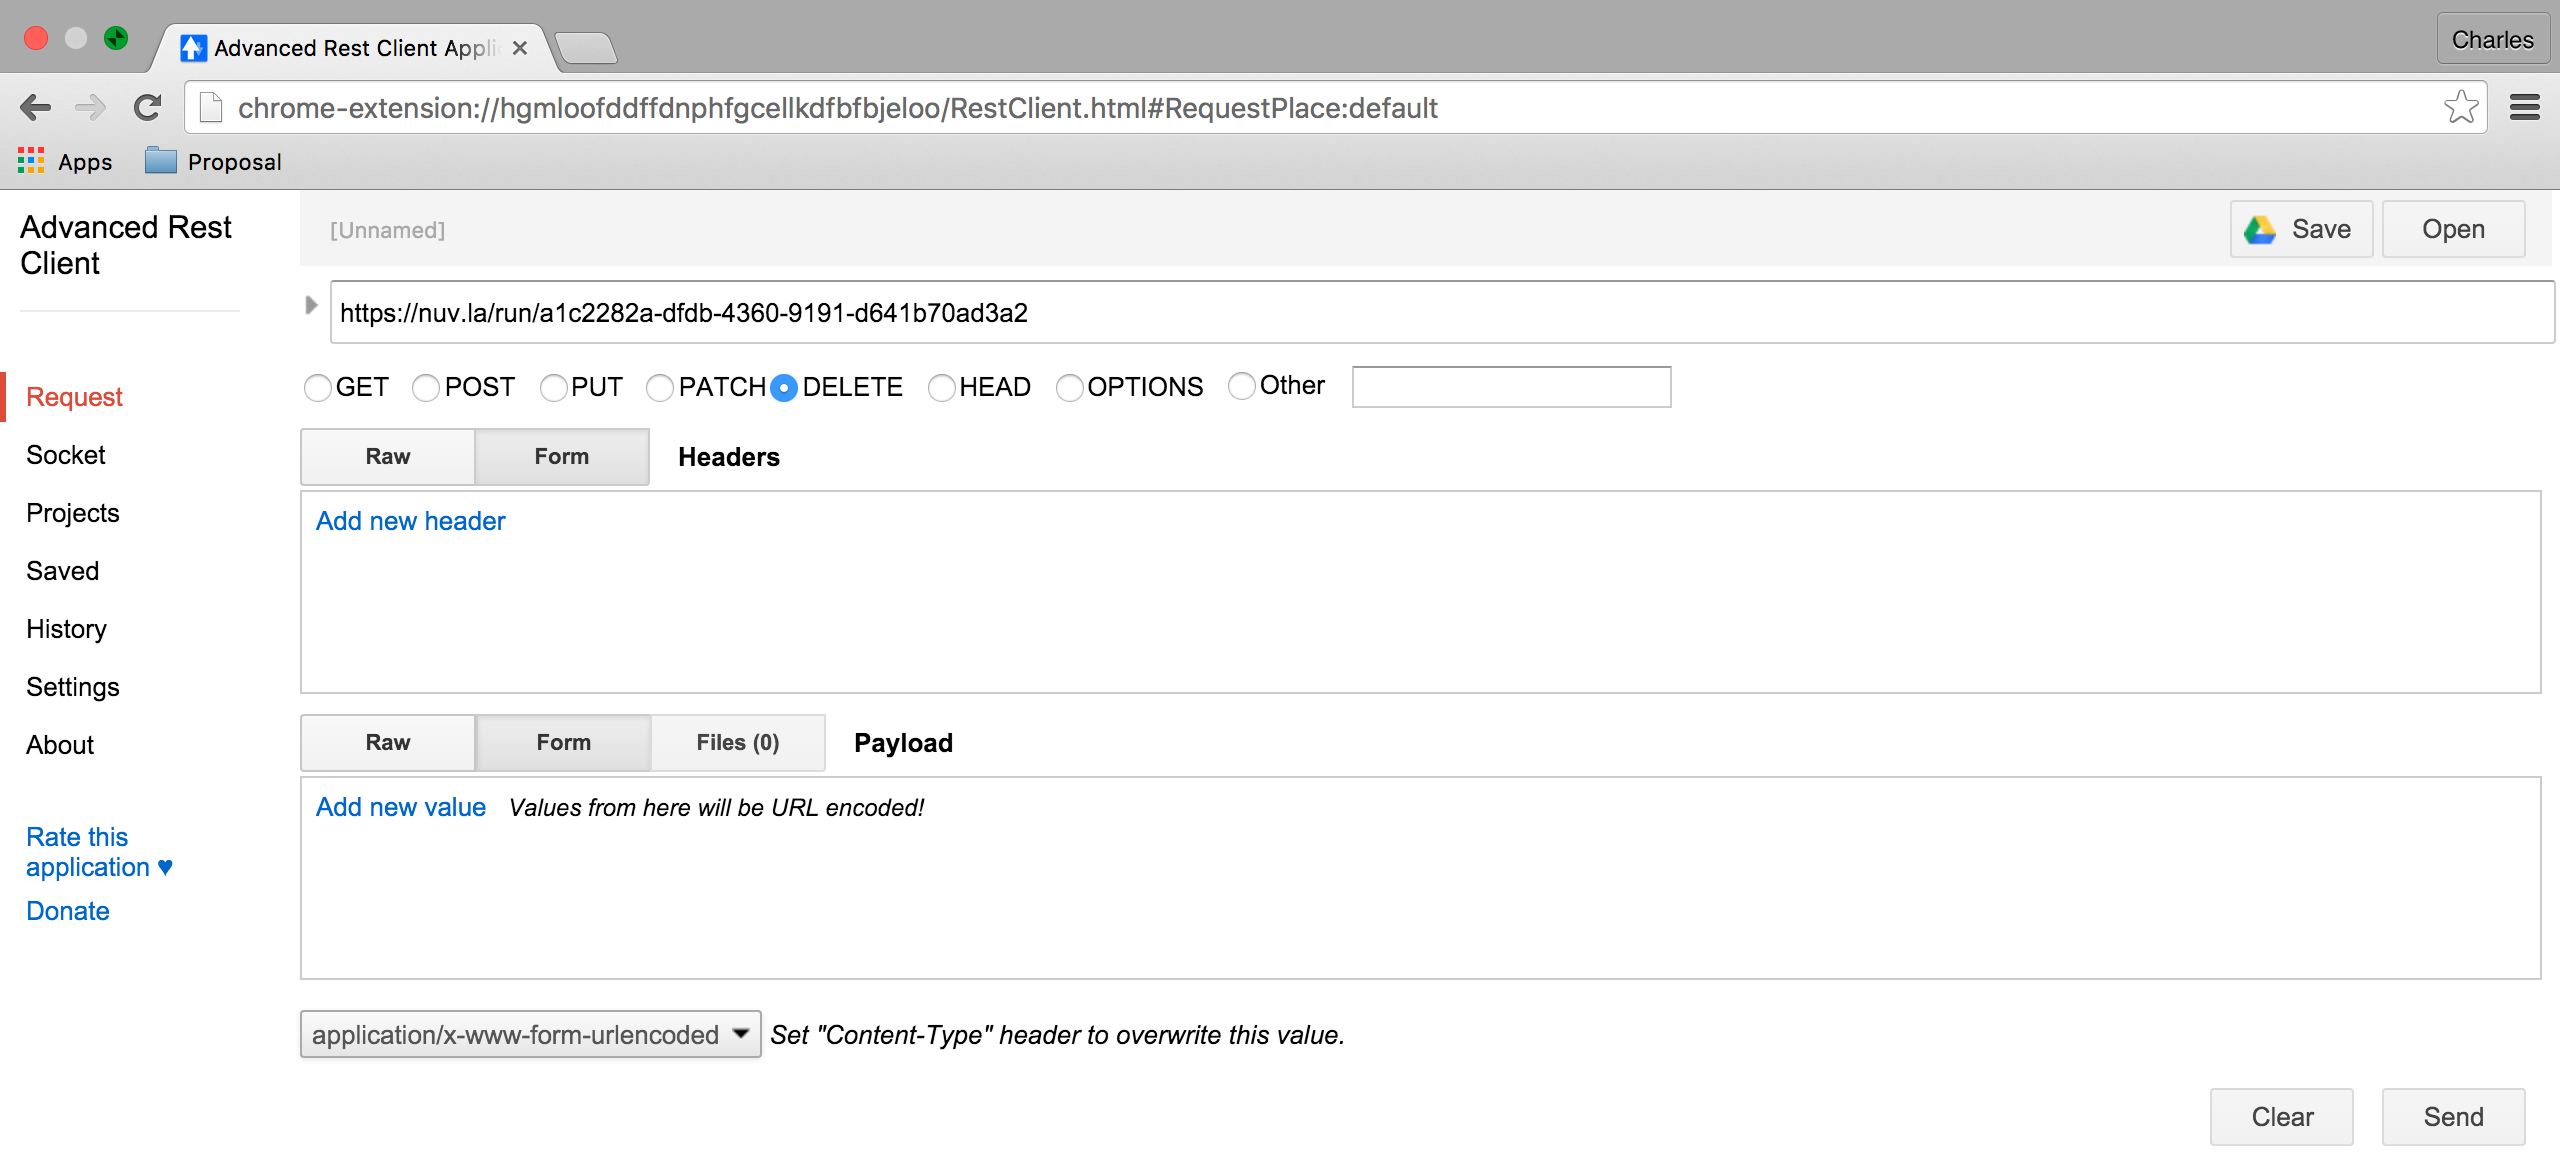 Advanced Rest Client Appli
Charles
chrome-extension://hgmloofddffdnphfgcellkdfbfbjeloo/RestClient.html#RequestPlace:default
Apps
Proposal
Advanced Rest
Client
[Unnamed]
Save
Open
https://nuv.la/run/a1c2282a-dfdb-4360-9191-d641b70ad3a2
GET POST PUT PATCH DELETE HEAD OPTIONS Other
Request
Socket
Projects
Saved
History
Settings
About
Rate this
application ♥
Donate
Raw Form Headers
Add new header
Raw Form Files (0) Payload
Add new value Values from here will be URL encoded!
application/x-www-form-urlencoded Set "Content-Type" header to overwrite this value.
Clear
Send